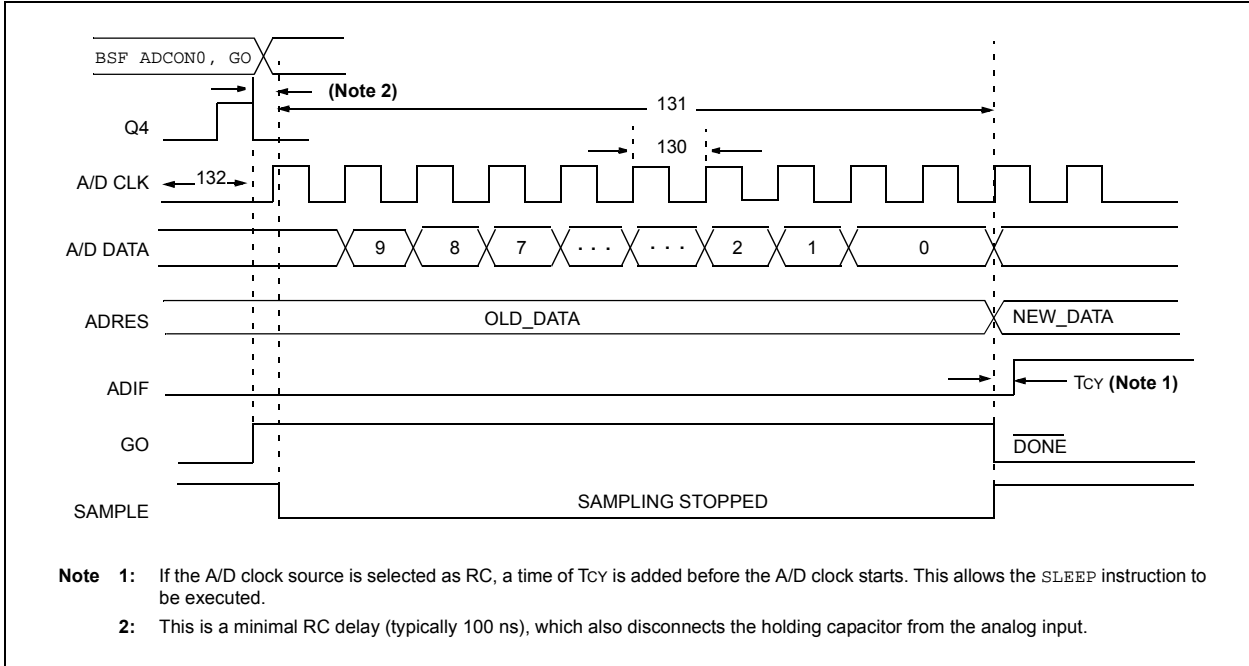 BSF ADCON0, GO
(Note 2)
131
Q4
130
A/D CLK
132
A/D DATA
9 8 7 . . . . . . 2 1 0
ADRES
OLD_DATA
NEW_DATA
ADIF
TCY (Note 1)
GO
DONE
SAMPLE
SAMPLING STOPPED
Note 1: If the A/D clock source is selected as RC, a time of TCY is added before the A/D clock starts. This allows the SLEEP instruction to
be executed.
2: This is a minimal RC delay (typically 100 ns), which also disconnects the holding capacitor from the analog input.